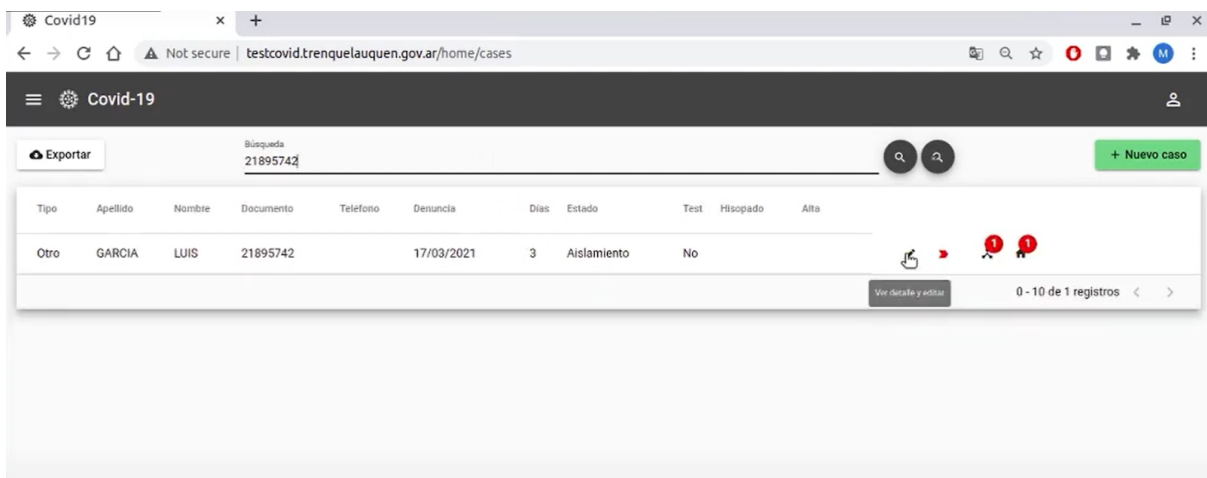 Covid19
Not secure | testcovid.trenquelauquen.gov.ar/home/cases
M
Covid-19
Exportar
Búsqueda
21895742
+ Nuevo caso
Tipo Apellido Nombre Documento Teléfono Denuncia Días Estado Test Hisopado Alta
Otro GARCIA LUIS 21895742 17/03/2021 3 Aislamiento No 1 1
Ver detalle y editar
0 - 10 de 1 registros